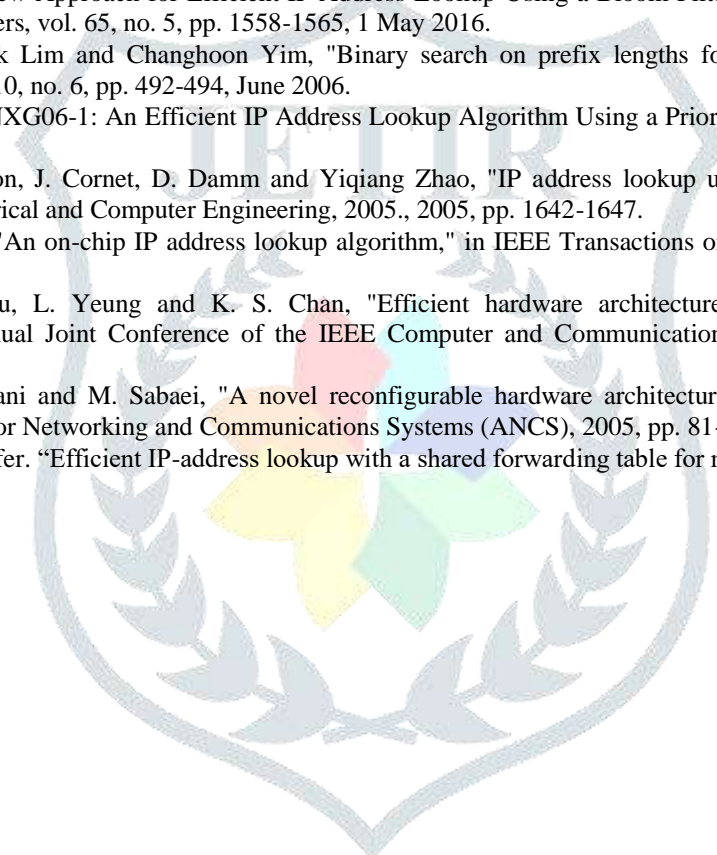 Approach for Efficient IP Address Lookup Using a Bloom
ers, vol. 65, no. 5, pp. 1558-1565, 1 May 2016.
k Lim and Changhoon Yim, "Binary search on prefix lengths fo
10, no. 6, pp. 492-494, June 2006.
NXG06-1: An Efficient IP Address Lookup Algorithm Using a Prior
JETIR
on, J. Cornet, D. Damm and Yiqiang Zhao, "IP address lookup u
rical and Computer Engineering, 2005., 2005, pp. 1642-1647.
"An on-chip IP address lookup algorithm," in IEEE Transactions o
u, L. Yeung and K. S. Chan, "Efficient hardware architecture
ual Joint Conference of the IEEE Computer and Communication
ani and M. Sabaei, "A novel reconfigurable hardware architectur
or Networking and Communications Systems (ANCS), 2005, pp. 81-
fer. “Efficient IP-address lookup with a shared forwarding table for